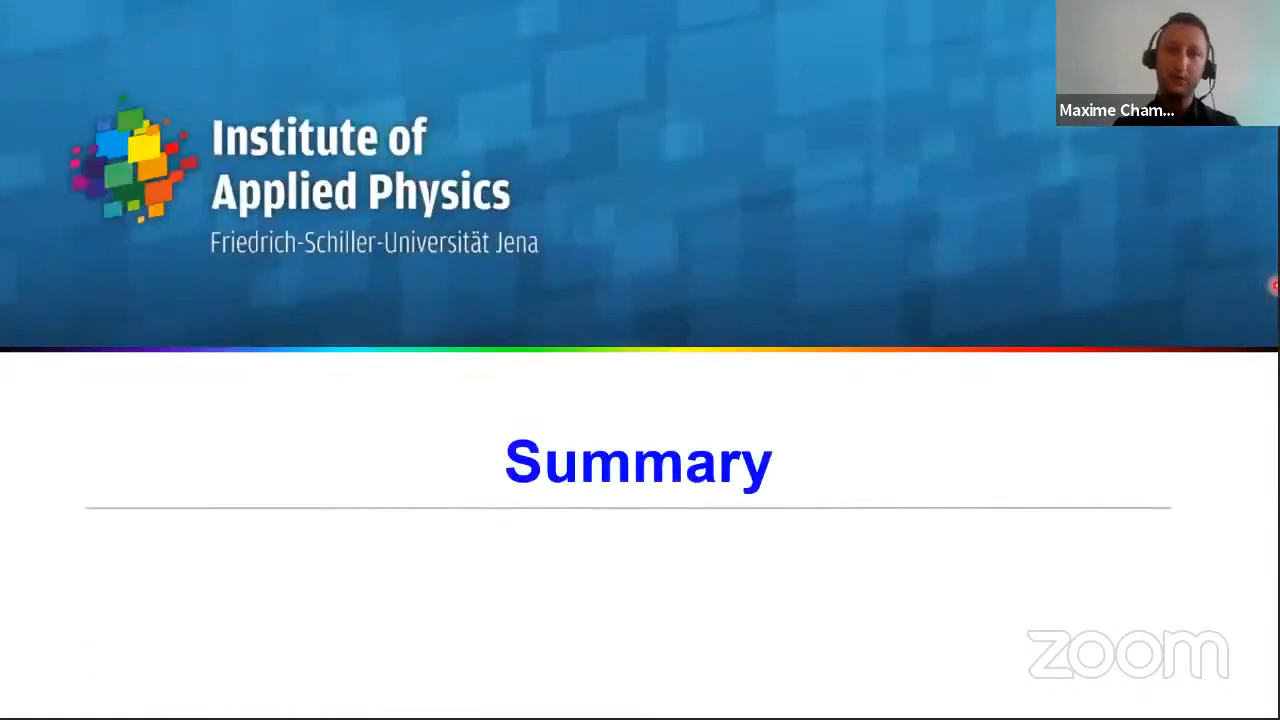 Institute of
Applied Physics
Friedrich-Schiller-Universität Jena
Maxime Cham...
Summary
zoom